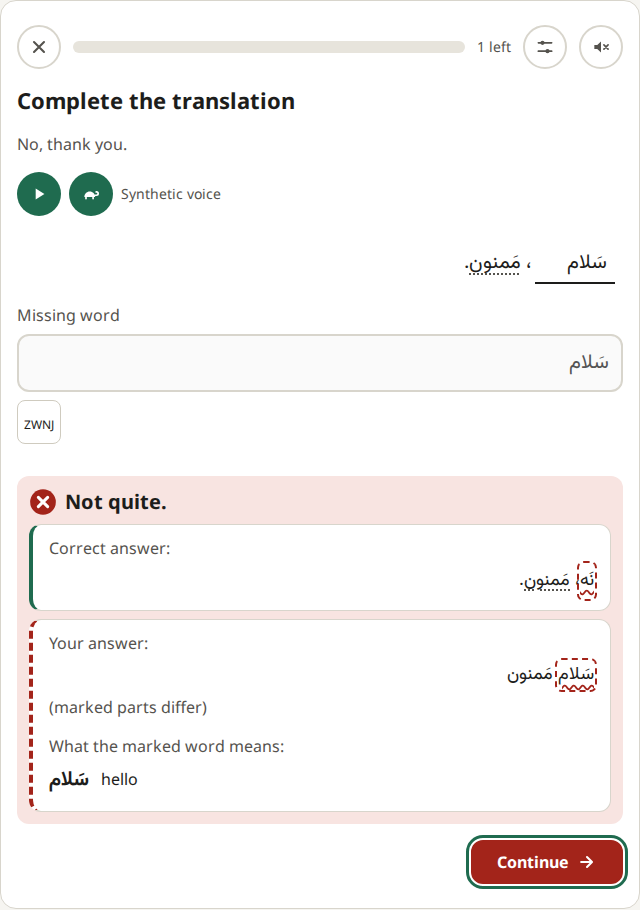 1 left
Complete the translation
No, thank you.
Synthetic voice
سَلام ، مَمنون.
Missing word
سَلام
ZWNJ
Not quite.
Correct answer:
نَه، مَمنون.
Your answer:
سَلام مَمنون
(marked parts differ)
What the marked word means:
سَلام hello
Continue